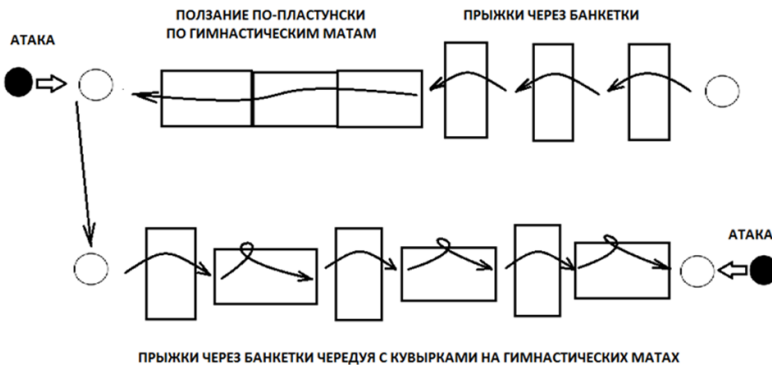 ПОЛЗАНИЕ ПО-ПЛАСТУНСКИ
ПО ГИМНАСТИЧЕСКИМ МАТАМ
ПРЫЖКИ ЧЕРЕЗ БАНКЕТКИ
АТАКА
АТАКА
ПРЫЖКИ ЧЕРЕЗ БАНКЕТКИ ЧЕРЕДУЯ С КУВЫРКАМИ НА ГИМНАСТИЧЕСКИХ МАТАХ